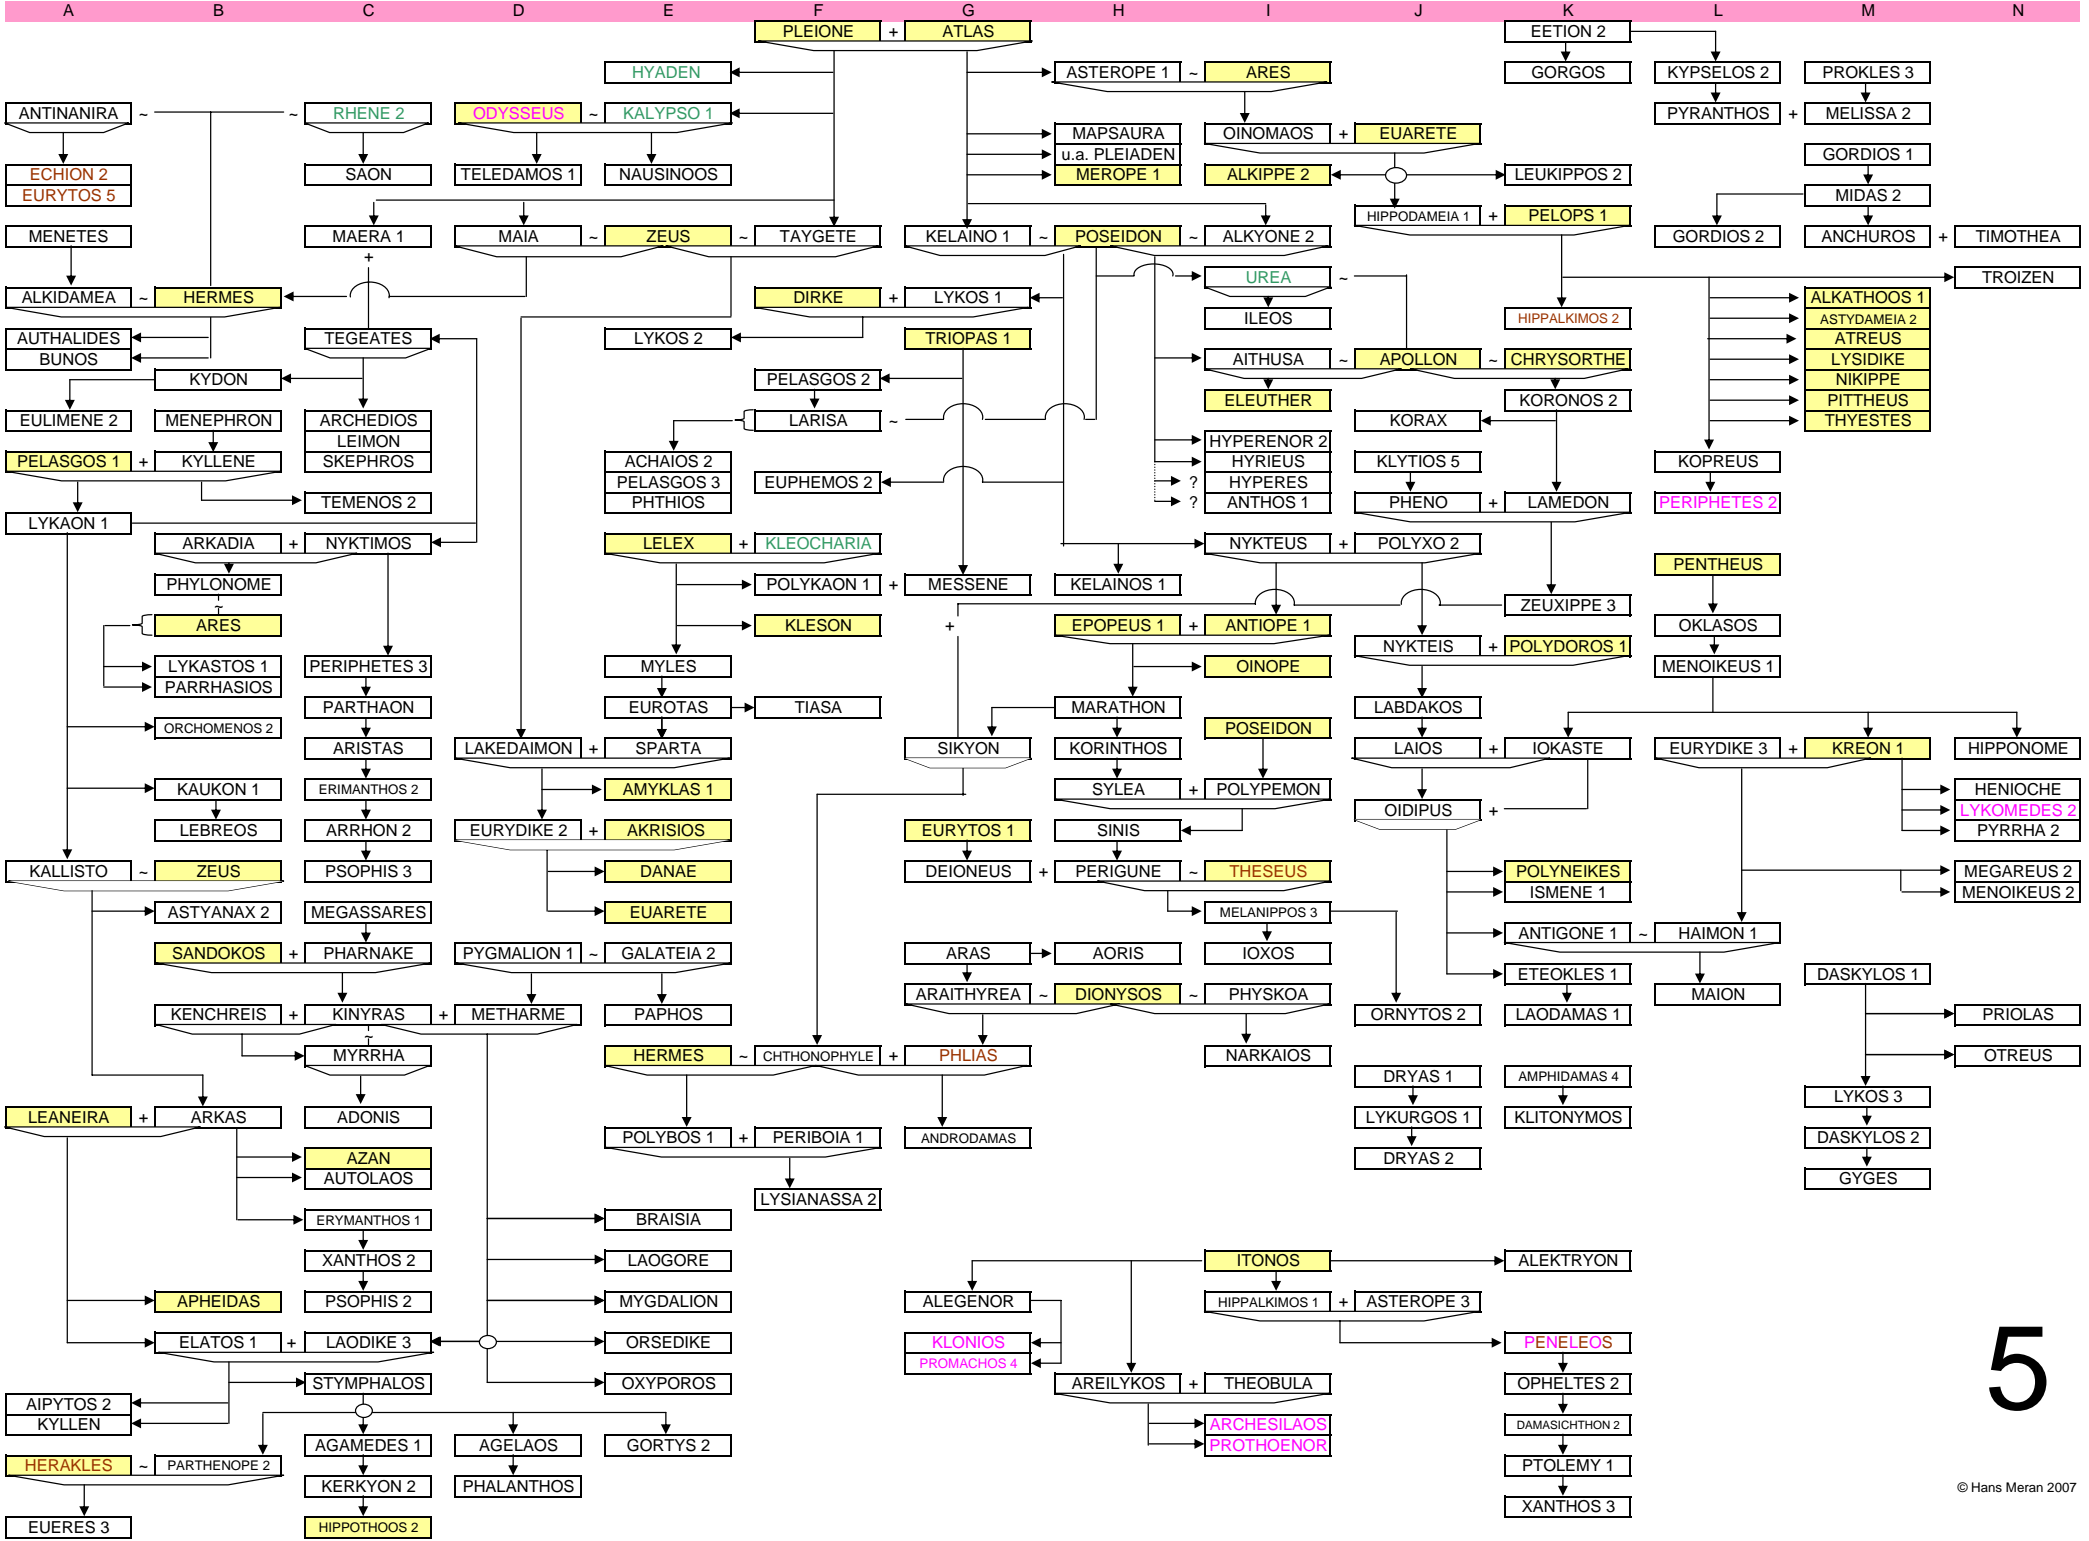 A B C D E F G H I J K L M N
PLEIONE + ATLAS EETION 2
HYADEN ASTEROPE 1 ~ ARES GORGOS KYPSELOS 2 PROKLES 3
ANTINANIRA ~ ~ RHENE 2 ODYSSEUS ~ KALYPSO 1 PYRANTHOS + MELISSA 2
MAPSAURA OINOMAOS + EUARETE
u.a. PLEIADEN GORDIOS 1
ECHION 2 SAON TELEDAMOS 1 NAUSINOOS MEROPE 1 ALKIPPE 2 LEUKIPPOS 2
EURYTOS 5 MIDAS 2
HIPPODAMEIA 1 + PELOPS 1
MENETES MAERA 1 MAIA ~ ZEUS ~ TAYGETE KELAINO 1 ~ POSEIDON ~ ALKYONE 2 GORDIOS 2 ANCHUROS + TIMOTHEA
+
UREA ~ TROIZEN
ALKIDAMEA ~ HERMES DIRKE + LYKOS 1 ALKATHOOS 1
ILEOS HIPPALKIMOS 2 ASTYDAMEIA 2
AUTHALIDES TEGEATES LYKOS 2 TRIOPAS 1 ATREUS
BUNOS AITHUSA ~ APOLLON ~ CHRYSORTHE LYSIDIKE
KYDON PELASGOS 2 NIKIPPE
ELEUTHER KORONOS 2 PITTHEUS
EULIMENE 2 MENEPHRON ARCHEDIOS LARISA ~ KORAX THYESTES
LEIMON HYPERENOR 2
PELASGOS 1 + KYLLENE SKEPHROS ACHAIOS 2 HYRIEUS KLYTIOS 5 KOPREUS
PELASGOS 3 EUPHEMOS 2 ? HYPERES
TEMENOS 2 PHTHIOS ? ANTHOS 1 PHENO + LAMEDON PERIPHETES 2
LYKAON 1
ARKADIA + NYKTIMOS LELEX + KLEOCHARIA NYKTEUS + POLYXO 2
PENTHEUS
PHYLONOME POLYKAON 1 + MESSENE KELAINOS 1
~ ZEUXIPPE 3
ARES KLESON + EPOPEUS 1 + ANTIOPE 1 OKLASOS
NYKTEIS + POLYDOROS 1
LYKASTOS 1 PERIPHETES 3 MYLES OINOPE MENOIKEUS 1
PARRHASIOS
PARTHAON EUROTAS TIASA MARATHON LABDAKOS
ORCHOMENOS 2 POSEIDON
ARISTAS LAKEDAIMON + SPARTA SIKYON KORINTHOS LAIOS + IOKASTE EURYDIKE 3 + KREON 1 HIPPONOME
KAUKON 1 ERIMANTHOS 2 AMYKLAS 1 SYLEA + POLYPEMON HENIOCHE
OIDIPUS + LYKOMEDES 2
LEBREOS ARRHON 2 EURYDIKE 2 + AKRISIOS EURYTOS 1 SINIS PYRRHA 2
KALLISTO ~ ZEUS PSOPHIS 3 DANAE DEIONEUS + PERIGUNE ~ THESEUS POLYNEIKES MEGAREUS 2
ISMENE 1 MENOIKEUS 2
ASTYANAX 2 MEGASSARES EUARETE MELANIPPOS 3
ANTIGONE 1 ~ HAIMON 1
SANDOKOS + PHARNAKE PYGMALION 1 ~ GALATEIA 2 ARAS AORIS IOXOS
ETEOKLES 1 DASKYLOS 1
ARAITHYREA ~ DIONYSOS ~ PHYSKOA MAION
KENCHREIS + KINYRAS + METHARME PAPHOS ORNYTOS 2 LAODAMAS 1 PRIOLAS
~
MYRRHA HERMES ~ CHTHONOPHYLE + PHLIAS NARKAIOS OTREUS
DRYAS 1 AMPHIDAMAS 4
LYKOS 3
LEANEIRA + ARKAS ADONIS LYKURGOS 1 KLITONYMOS
POLYBOS 1 + PERIBOIA 1 ANDRODAMAS DASKYLOS 2
AZAN DRYAS 2
AUTOLAOS GYGES
LYSIANASSA 2
ERYMANTHOS 1 BRAISIA
XANTHOS 2 LAOGORE ITONOS ALEKTRYON
APHEIDAS PSOPHIS 2 MYGDALION ALEGENOR HIPPALKIMOS 1 + ASTEROPE 3
ELATOS 1 + LAODIKE 3 ORSEDIKE KLONIOS PENELEOS
PROMACHOS 4 5
STYMPHALOS OXYPOROS AREILYKOS + THEOBULA OPHELTES 2
AIPYTOS 2
KYLLEN ARCHESILAOS DAMASICHTHON 2
AGAMEDES 1 AGELAOS GORTYS 2 PROTHOENOR
HERAKLES ~ PARTHENOPE 2 PTOLEMY 1
KERKYON 2 PHALANTHOS © Hans Meran 2007
XANTHOS 3
EUERES 3 HIPPOTHOOS 2